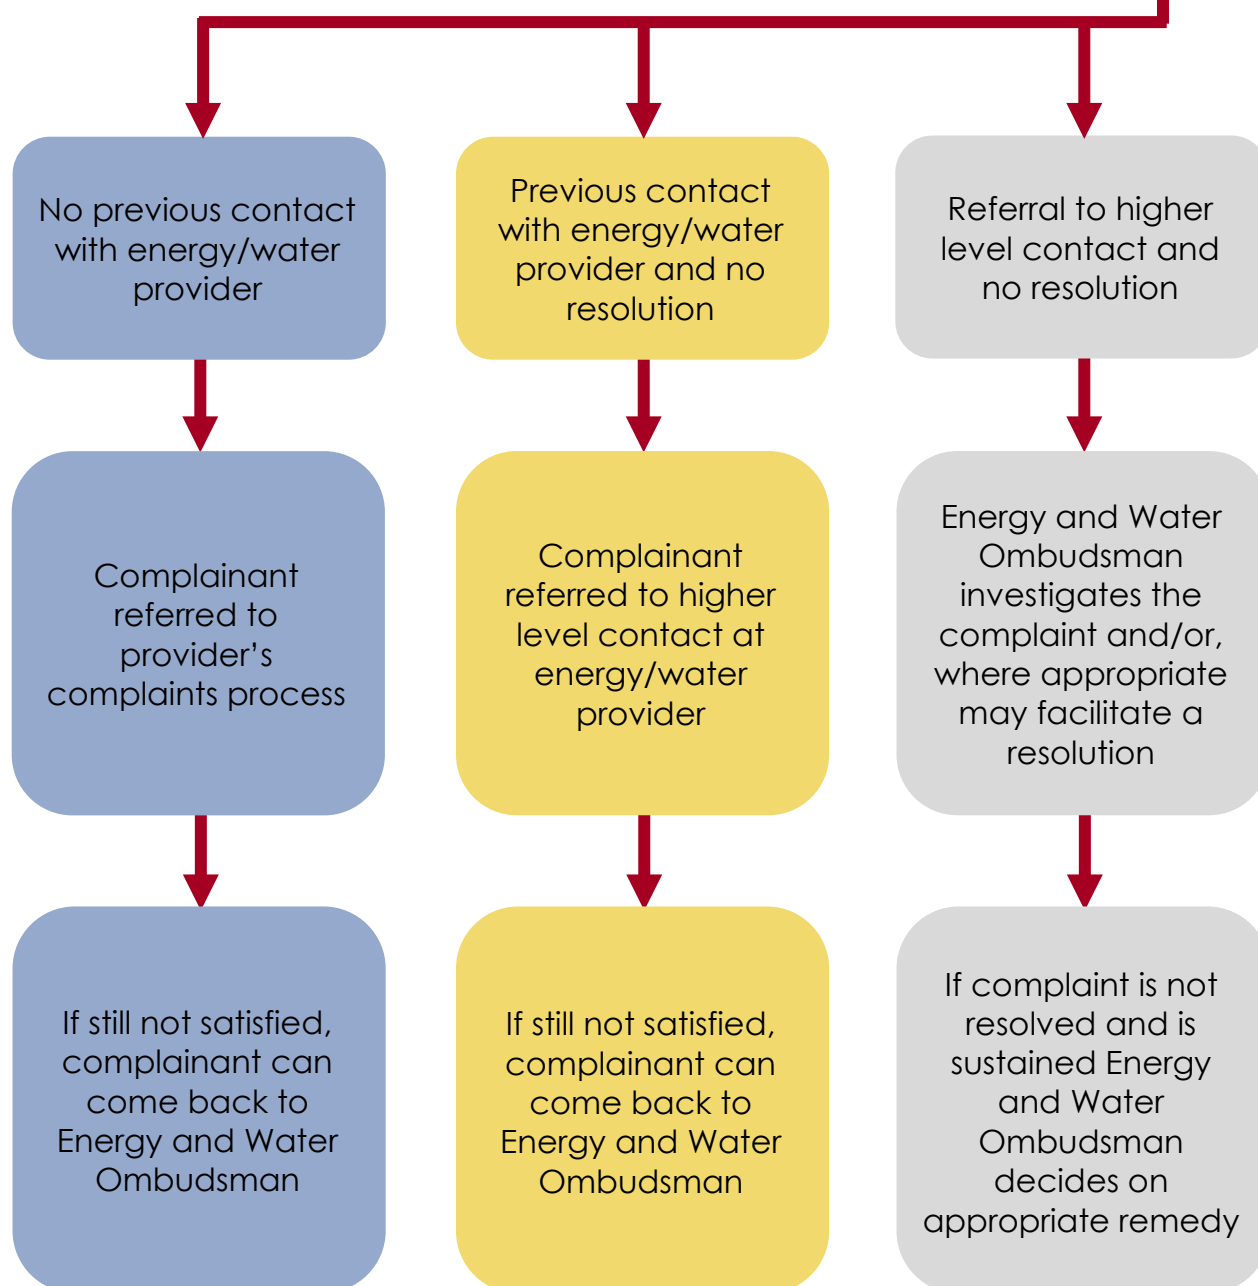 No previous contact
with energy/water
provider
Previous contact
with energy/water
provider and no
resolution
Referral to higher
level contact and
no resolution
Complainant
referred to
provider’s
complaints process
Complainant
referred to higher
level contact at
energy/water
provider
Energy and Water
Ombudsman
investigates the
complaint and/or,
where appropriate
may facilitate a
resolution
If still not satisfied,
complainant can
come back to
Energy and Water
Ombudsman
If still not satisfied,
complainant can
come back to
Energy and Water
Ombudsman
If complaint is not
resolved and is
sustained Energy
and Water
Ombudsman
decides on
appropriate remedy